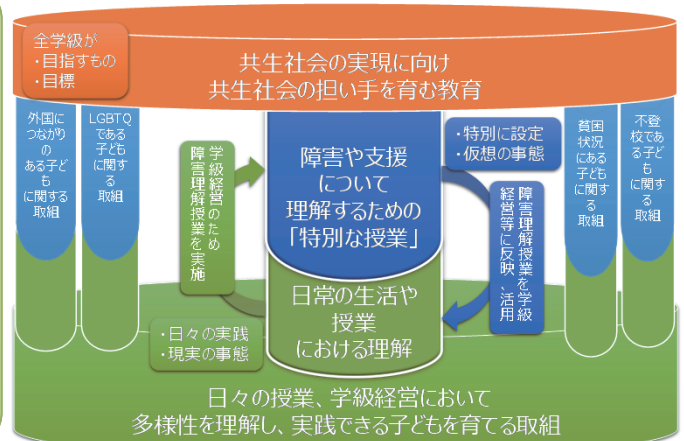 全学級が
・目指すもの
・目標
共生社会の実現に向け
共生社会の担い手を育む教育
外国に
つながり
の
ある子ど
も
に関する
取組
LGBTQ
である
子ども
に関す
る
取組
学級経営のため
障害理解授業を実施
障害や支援
について
理解するための
「特別な授業」
・特別に設定
・仮想の事態
障害理解授業を学級
経営等に反映、活用
貧困
状況に
ある子ど
もに関す
る
取組
不登
校であ
る子ども
に関す
る
取組
日常の生活や
授業
における理解
・日々の実践
・現実の事態
日々の授業、学級経営において
多様性を理解し、実践できる子どもを育てる取組